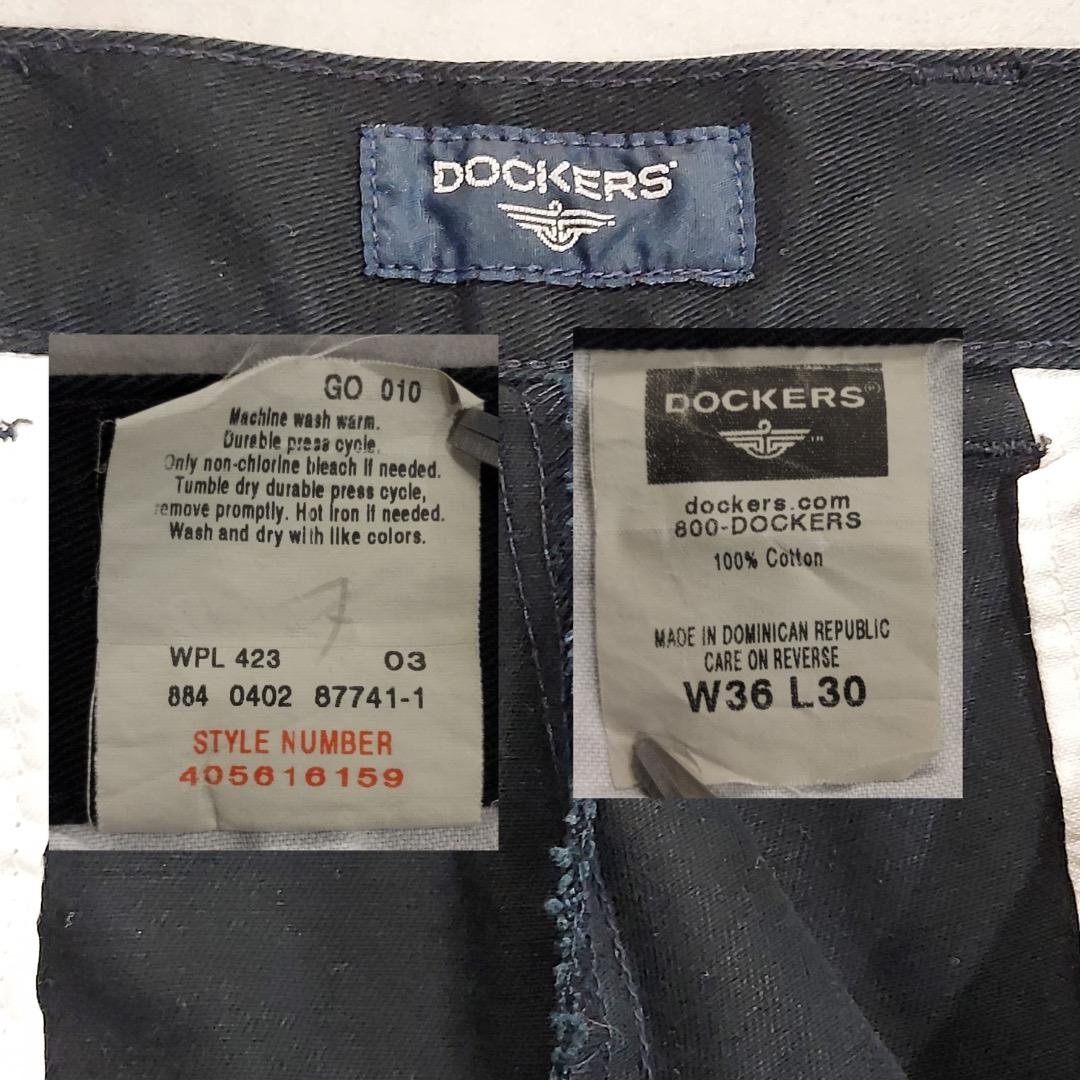 DOCKERS®
GO 010
Machine wash warm.
Durable press cycle.
Only non-chlorine bleach if needed.
Tumble dry durable press cycle,
remove promptly. Hot iron if needed.
Wash and dry with like colors.
7
WPL 423 03
884 0402 87741-1
STYLE NUMBER
405616159
DOCKERS®
TM
dockers.com
800-DOCKERS
100% Cotton
MADE IN DOMINICAN REPUBLIC
CARE ON REVERSE
W36 L30